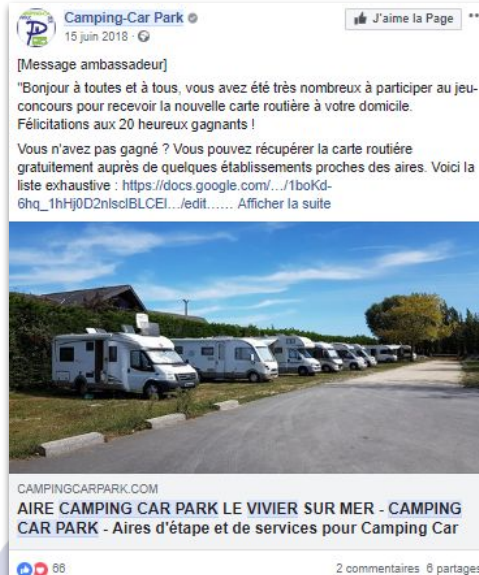 Camping-Car Park
J'aime la Page
15 juin 2018
[Message ambassadeur]
"Bonjour à toutes et à tous, vous avez été très nombreux à participer au jeu-
concours pour recevoir la nouvelle carte routière à votre domicile.
Félicitations aux 20 heureux gagnants !
Vous n'avez pas gagné ? Vous pouvez récupérer la carte routiére
gratuitement auprès de quelques établissements proches des aires. Voici la
liste exhaustive : https://docs.google.com/.../1boKd-
6hq_1hHj0D2nlsclBLCEI.../edit...... Afficher la suite
CAMPINGCARPARK.COM
AIRE CAMPING CAR PARK LE VIVIER SUR MER - CAMPING
CAR PARK - Aires d'étape et de services pour Camping Car
66
2 commentaires 6 partages